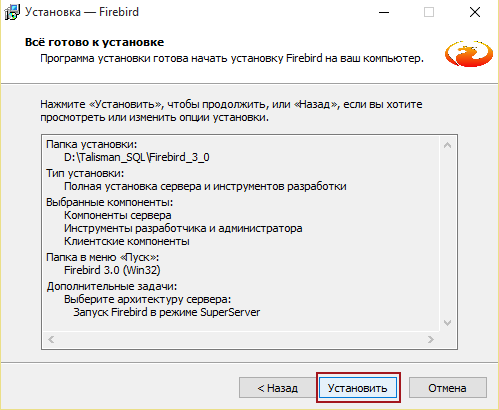 Установка — Firebird
Всё готово к установке
Программа установки готова начать установку Firebird на ваш компьютер.
Нажмите «Установить», чтобы продолжить, или «Назад», если вы хотите
просмотреть или изменить опции установки.
Папка установки:
D:\Talisman_SQL\Firebird_3_0
Тип установки:
Полная установка сервера и инструментов разработки
Выбранные компоненты:
Компоненты сервера
Инструменты разработчика и администратора
Клиентские компоненты
Папка в меню «Пуск»:
Firebird 3.0 (Win32)
Дополнительные задачи:
Выберите архитектуру сервера:
Запуск Firebird в режиме SuperServer
< Назад
Установить
Отмена